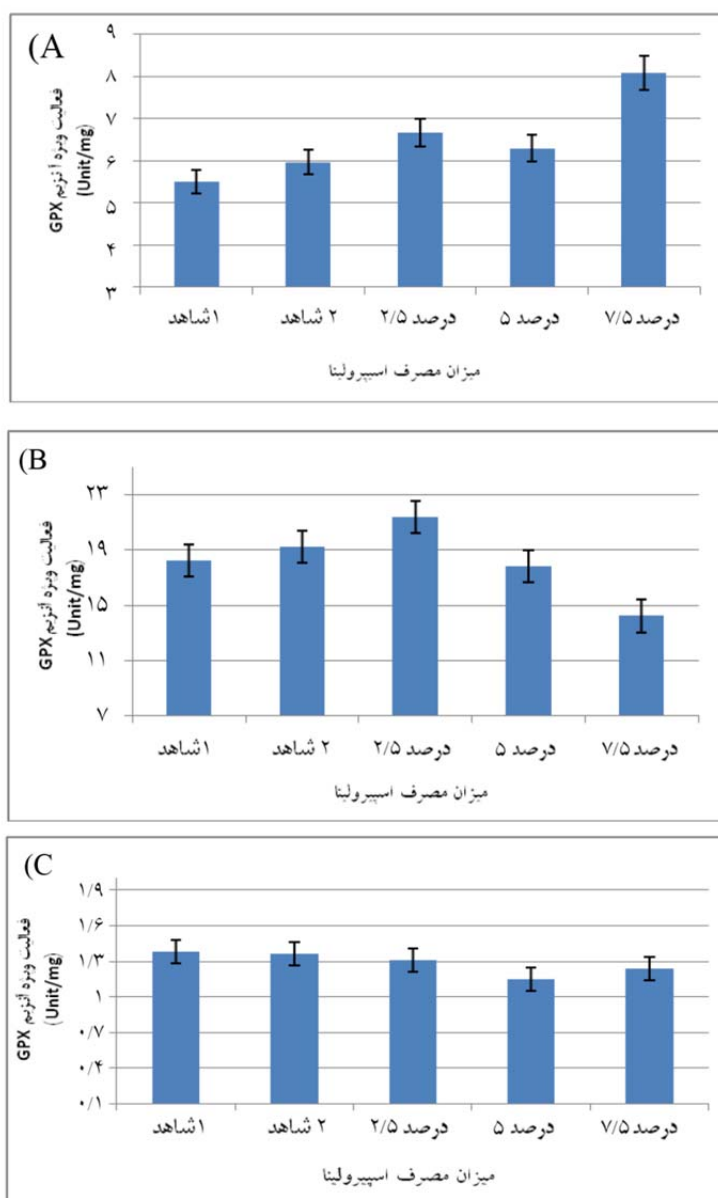 (A
فعالیت ویژه آنزیم GPX
(Unit/mg)
۹
۸
۷
۶
۵
۴
۳
شاهد۱ شاهد ۲ ۲/۵ درصد ۵ درصد ۷/۵ درصد
میزان مصرف اسپیرولینا
(B
فعالیت ویژه آنزیم GPX
(Unit/mg)
۲۳
۱۹
۱۵
۱۱
۷
شاهد۱ شاهد ۲ ۲/۵ درصد ۵ درصد ۷/۵ درصد
میزان مصرف اسپیرولینا
(C
فعالیت ویژه آنزیم GPX
(Unit/mg)
۱/۹
۱/۶
۱/۳
۱
۰/۷
۰/۴
۰/۱
شاهد۱ شاهد ۲ ۲/۵ درصد ۵ درصد ۷/۵ درصد
میزان مصرف اسپیرولینا